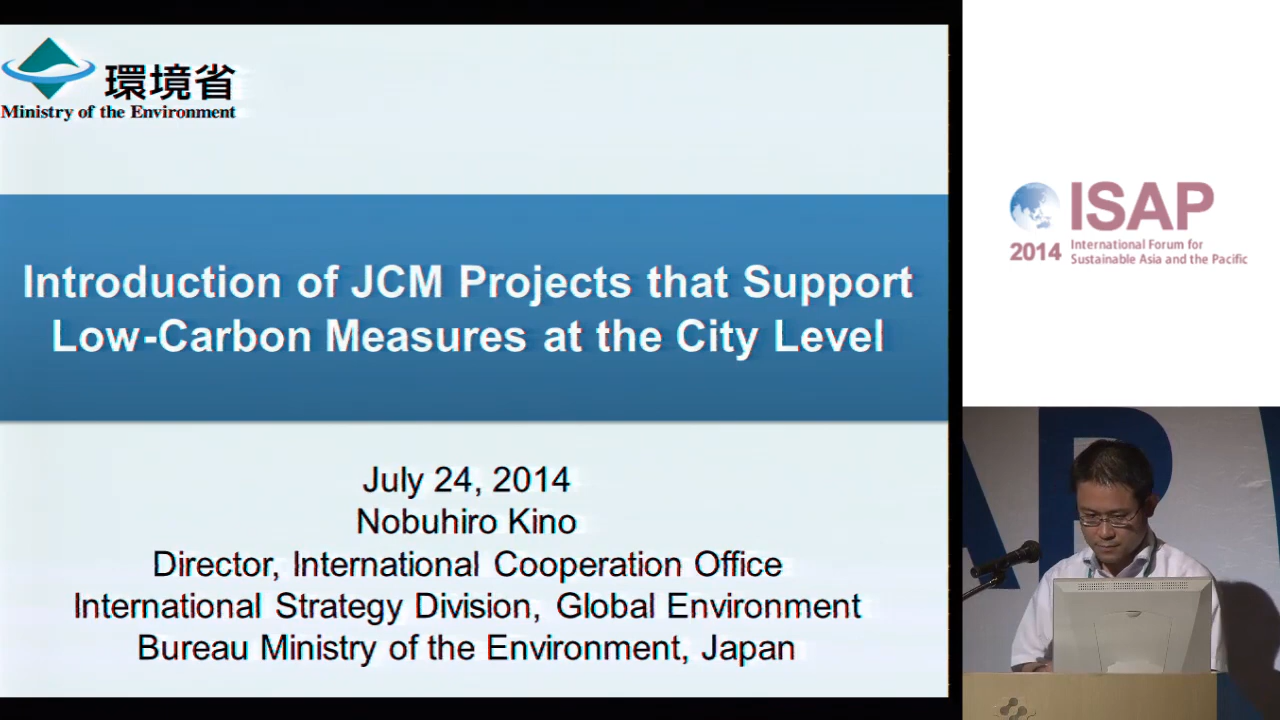 環境省
Ministry of the Environment
Introduction of JCM Projects that Support
Low-Carbon Measures at the City Level
July 24, 2014
Nobuhiro Kino
Director, International Cooperation Office
International Strategy Division, Global Environment
Bureau Ministry of the Environment, Japan
ISAP
2014
International Forum for
Sustainable Asia and the Pacific
AP